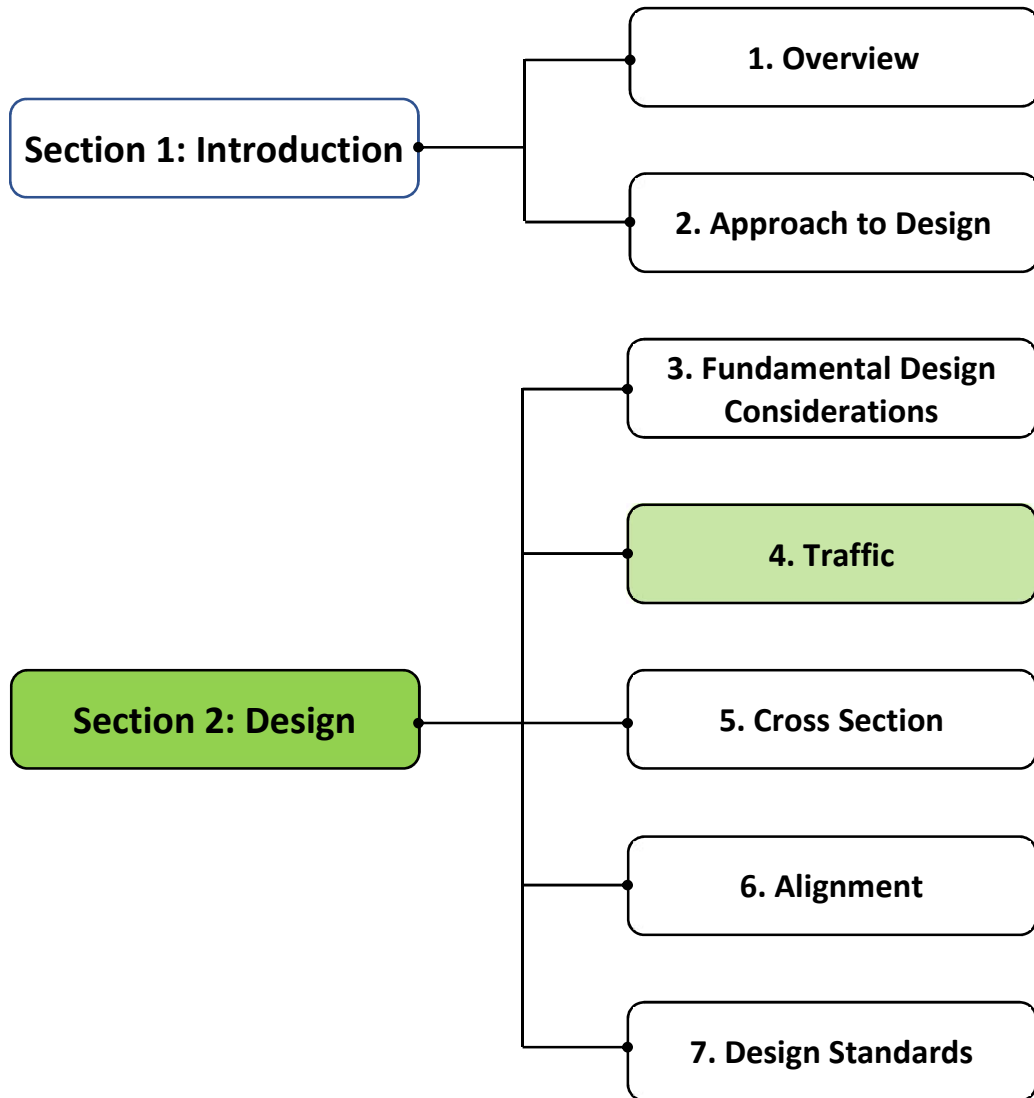 1. Overview
Section 1: Introduction
2. Approach to Design
3. Fundamental Design
Considerations
4. Traffic
Section 2: Design
5. Cross Section
6. Alignment
7. Design Standards